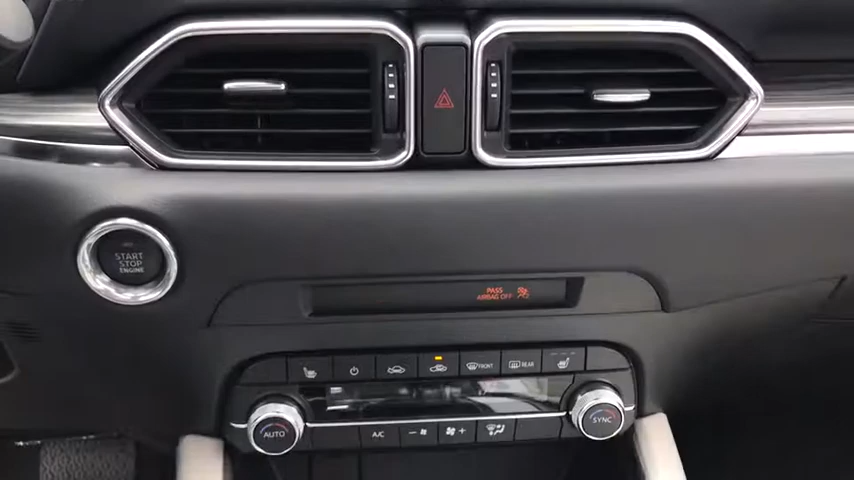 START
STOP
ENGINE
PASS
AIRBAG OFF
FRONT
REAR
AUTO
A/C
SYNC